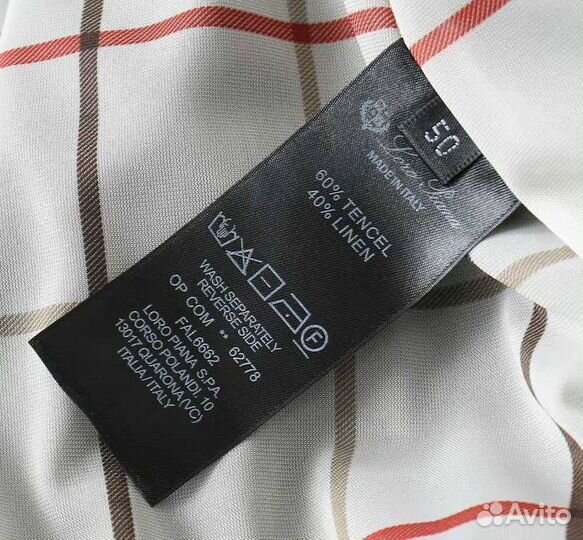 50
Loro Piana
MADE IN ITALY
60% TENCEL
40% LINEN
F
WASH SEPARATELY
REVERSE SIDE
OP COM ** 62778
FAL6662
LORO PIANA S.P.A.
CORSO POLANDI, 10
13017 QUARONA (VC)
ITALIA/ITALY
Avito